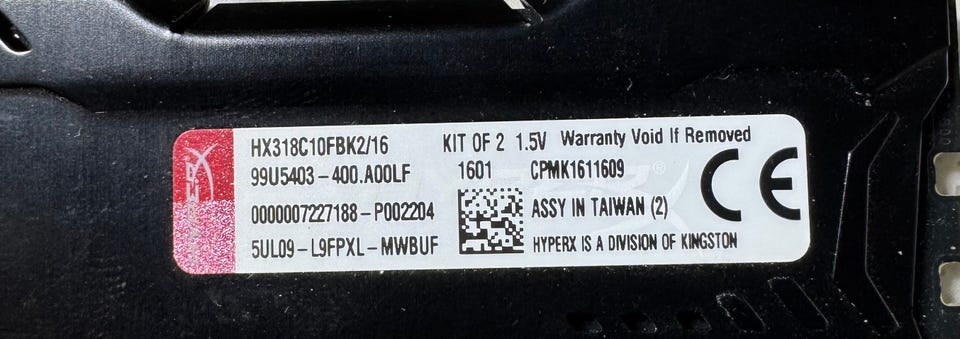 HX318C10FBK2/16 KIT OF 2 1.5V Warranty Void If Removed
99U5403-400.A00LF 1601 CPMK1611609
0000007227188-P002204 ASSY IN TAIWAN (2)
5UL09-L9FPXL-MWBUF HYPERX IS A DIVISION OF KINGSTON
CE
HYPERX